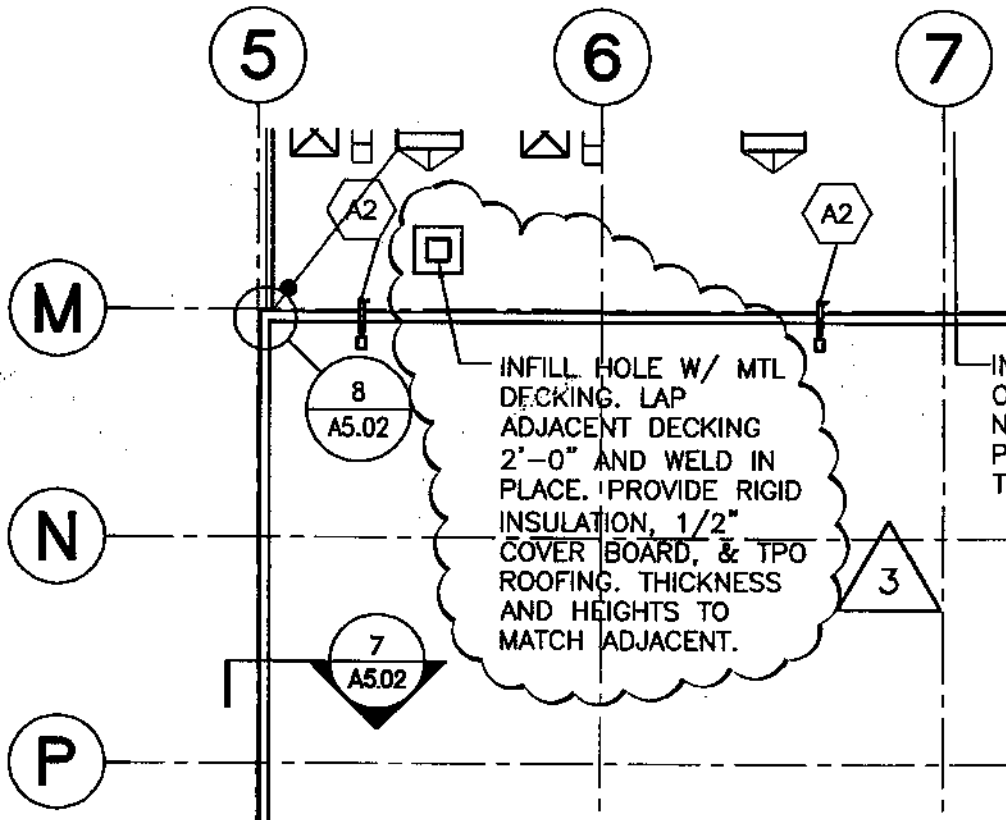 5
6
7
A2
A2
M
8
A5.02
INFILL HOLE W/ MTL
DECKING. LAP
ADJACENT DECKING
2'-0" AND WELD IN
PLACE. PROVIDE RIGID
INSULATION, 1/2"
COVER BOARD, & TPO
ROOFING. THICKNESS
AND HEIGHTS TO
MATCH ADJACENT.
N
3
7
A5.02
P